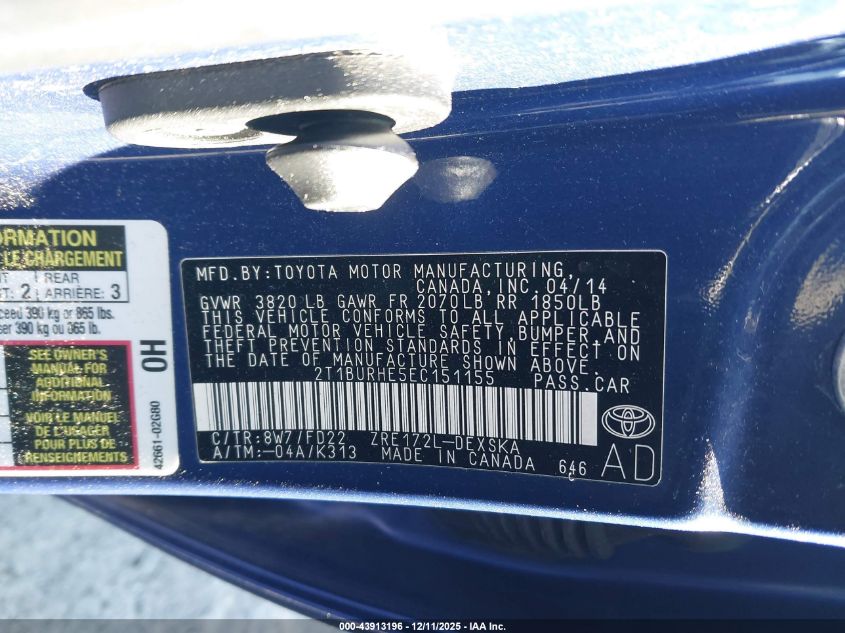 ORMATION
LE CHARGEMENT
REAR
2 ARRIÈRE: 3
ceed 390 kg or 865 lbs.
ser 390 kg ou 865 lb.
SEE OWNER'S
MANUAL FOR
ADDITIONAL
INFORMATION
VOIR LE MANUEL
DE L'USAGER
POUR PLUS DE
RENSEIGNEMENTS
OH
42661-02G80
MFD.BY:TOYOTA MOTOR MANUFACTURING,
CANADA,INC.04/14
GVWR 3820 LB GAWR FR 2070LB RR 1850LB
THIS VEHICLE CONFORMS TO ALL APPLICABLE
FEDERAL MOTOR VEHICLE SAFETY,BUMPER,AND
THEFT PREVENTION STANDARDS IN EFFECT ON
THE DATE OF MANUFACTURE SHOWN ABOVE.
2T1BURHE5EC151155 PASS.CAR
C/TR:8W7/FD22 ZRE172L-DEXSKA
A/TM:-04A/K313 MADE IN CANADA 646
C
AD
000-43913196 - 12/11/2025 - IAA Inc.